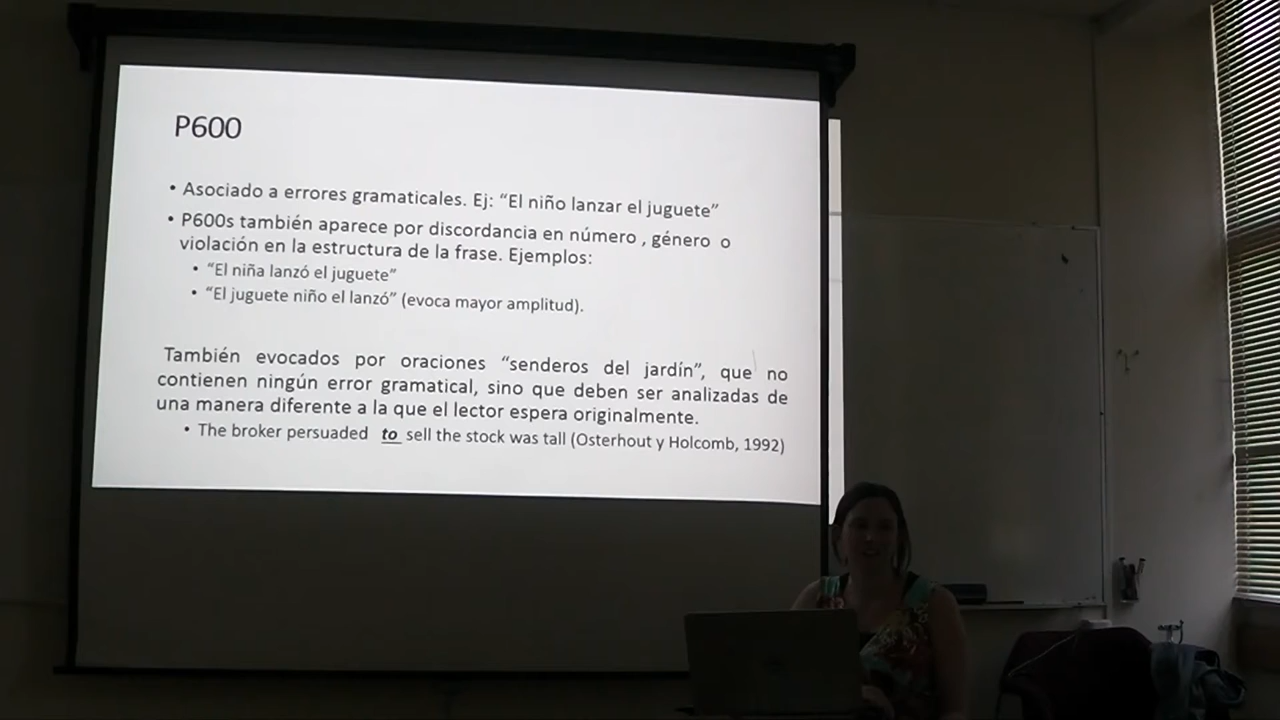 P600
• Asociado a errores gramaticales. Ej: “El niño lanzar el juguete”
• P600s también aparece por discordancia en número , género o
violación en la estructura de la frase. Ejemplos:
• “El niña lanzó el juguete”
• “El juguete niño el lanzó” (evoca mayor amplitud).
También evocados por oraciones “senderos del jardín”, que no
contienen ningún error gramatical, sino que deben ser analizadas de
una manera diferente a la que el lector espera originalmente.
• The broker persuaded to sell the stock was tall (Osterhout y Holcomb, 1992)